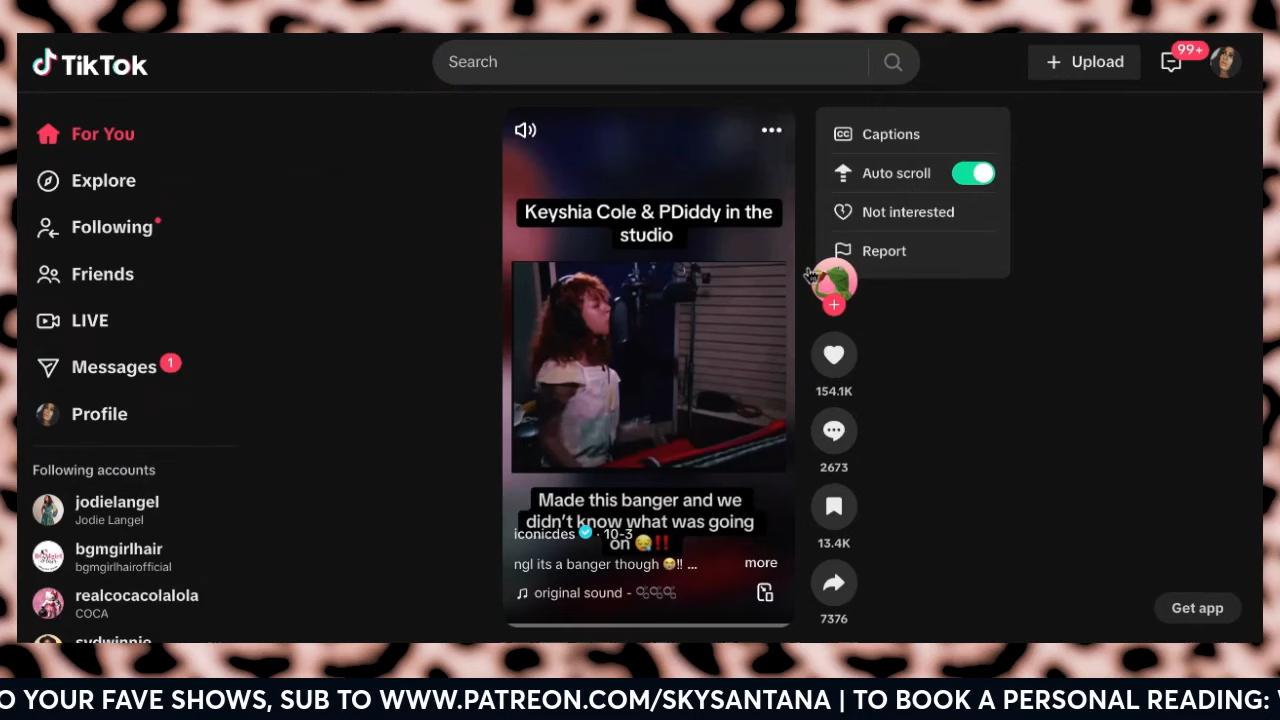 TikTok
Search
Upload
99+
For You
Explore
Following
Friends
LIVE
Messages
1
Profile
Following accounts
jodielangel
Jodie Langel
bgmgirlhair
bgmgirlhairofficial
realcocacolalola
COCA
Keyshia Cole & PDiddy in the
studio
Made this banger and we
didn't know what was going
on 😥‼️
iconicdes · 10-3
ngl its a banger though 😭!! ...
more
original sound -
Captions
Auto scroll
Not interested
Report
154.1K
2673
13.4K
7376
Get app
O YOUR FAVE SHOWS, SUB TO WWW.PATREON.COM/SKYSANTANA | TO BOOK A PERSONAL READING: